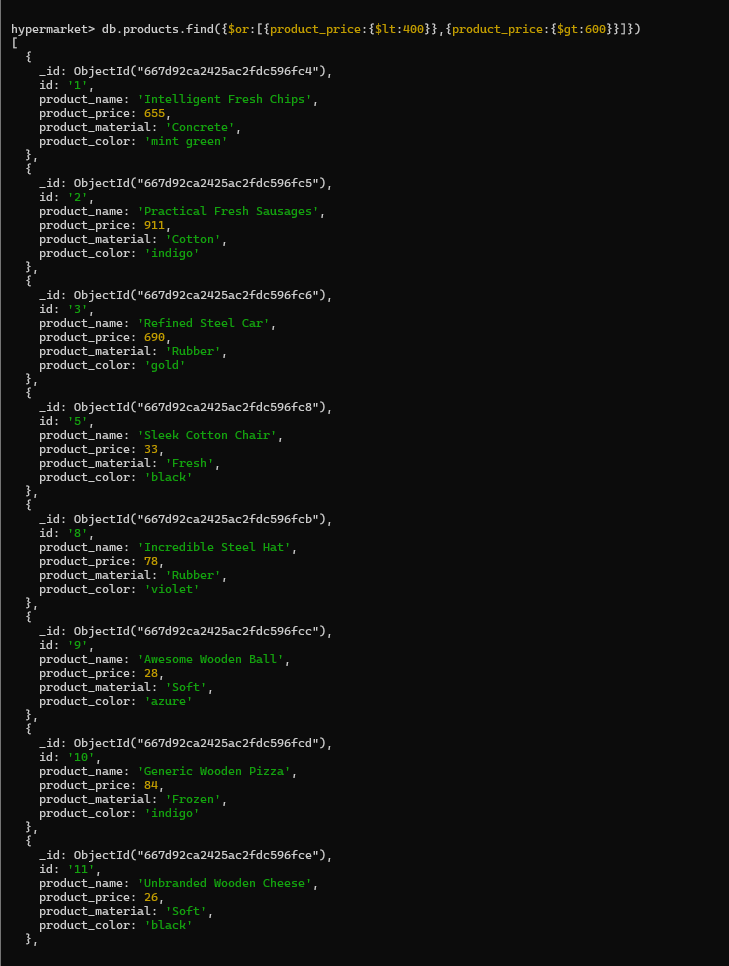 hypermarket> db.products.find({$or:[{product_price:{$lt:400}},{product_price:{$gt:600}}]})
[
  {
    _id: ObjectId("667d92ca2425ac2fdc596fc4"),
    id: '1',
    product_name: 'Intelligent Fresh Chips',
    product_price: 655,
    product_material: 'Concrete',
    product_color: 'mint green'
  },
  {
    _id: ObjectId("667d92ca2425ac2fdc596fc5"),
    id: '2',
    product_name: 'Practical Fresh Sausages',
    product_price: 911,
    product_material: 'Cotton',
    product_color: 'indigo'
  },
  {
    _id: ObjectId("667d92ca2425ac2fdc596fc6"),
    id: '3',
    product_name: 'Refined Steel Car',
    product_price: 690,
    product_material: 'Rubber',
    product_color: 'gold'
  },
  {
    _id: ObjectId("667d92ca2425ac2fdc596fc8"),
    id: '5',
    product_name: 'Sleek Cotton Chair',
    product_price: 33,
    product_material: 'Fresh',
    product_color: 'black'
  },
  {
    _id: ObjectId("667d92ca2425ac2fdc596fcb"),
    id: '8',
    product_name: 'Incredible Steel Hat',
    product_price: 78,
    product_material: 'Rubber',
    product_color: 'violet'
  },
  {
    _id: ObjectId("667d92ca2425ac2fdc596fcc"),
    id: '9',
    product_name: 'Awesome Wooden Ball',
    product_price: 28,
    product_material: 'Soft',
    product_color: 'azure'
  },
  {
    _id: ObjectId("667d92ca2425ac2fdc596fcd"),
    id: '10',
    product_name: 'Generic Wooden Pizza',
    product_price: 84,
    product_material: 'Frozen',
    product_color: 'indigo'
  },
  {
    _id: ObjectId("667d92ca2425ac2fdc596fce"),
    id: '11',
    product_name: 'Unbranded Wooden Cheese',
    product_price: 26,
    product_material: 'Soft',
    product_color: 'black'
  },